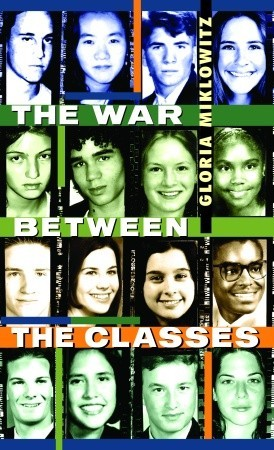 THE WAR
GLORIA MIKLOWITZ
BETWEEN
THE CLASSES